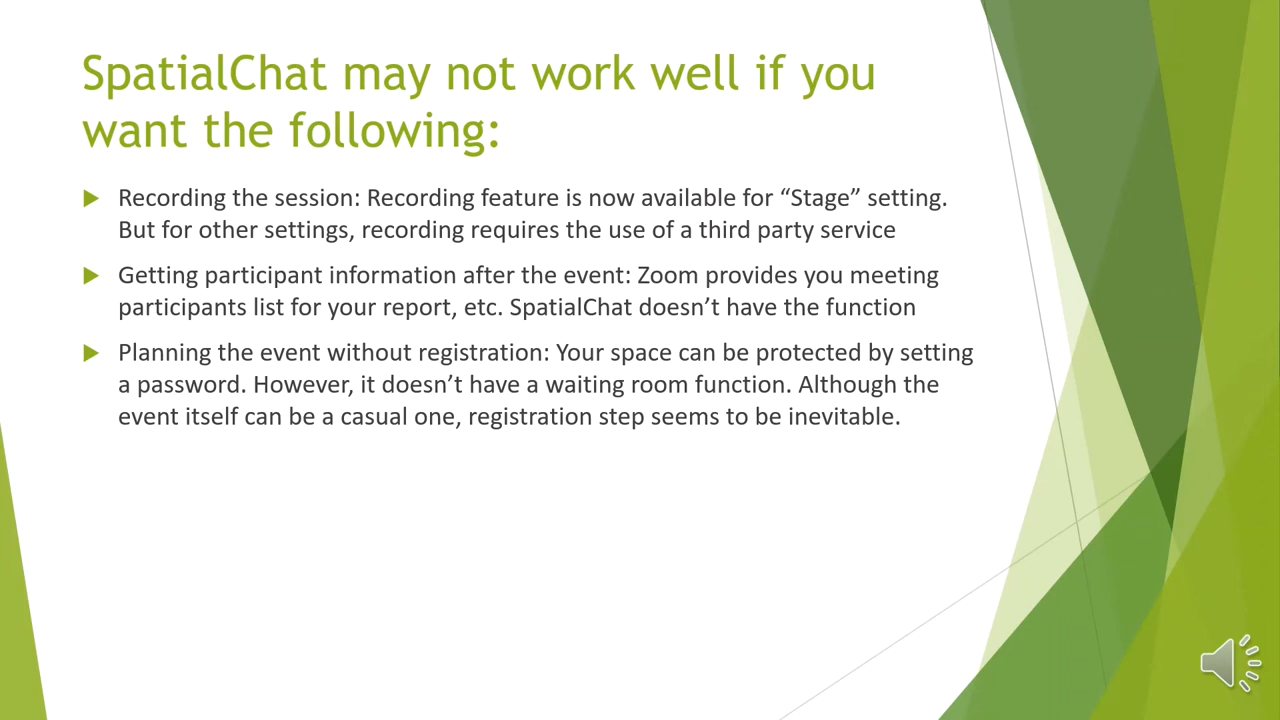 SpatialChat may not work well if you
want the following:
Recording the session: Recording feature is now available for “Stage” setting.
But for other settings, recording requires the use of a third party service
Getting participant information after the event: Zoom provides you meeting
participants list for your report, etc. SpatialChat doesn’t have the function
Planning the event without registration: Your space can be protected by setting
a password. However, it doesn’t have a waiting room function. Although the
event itself can be a casual one, registration step seems to be inevitable.